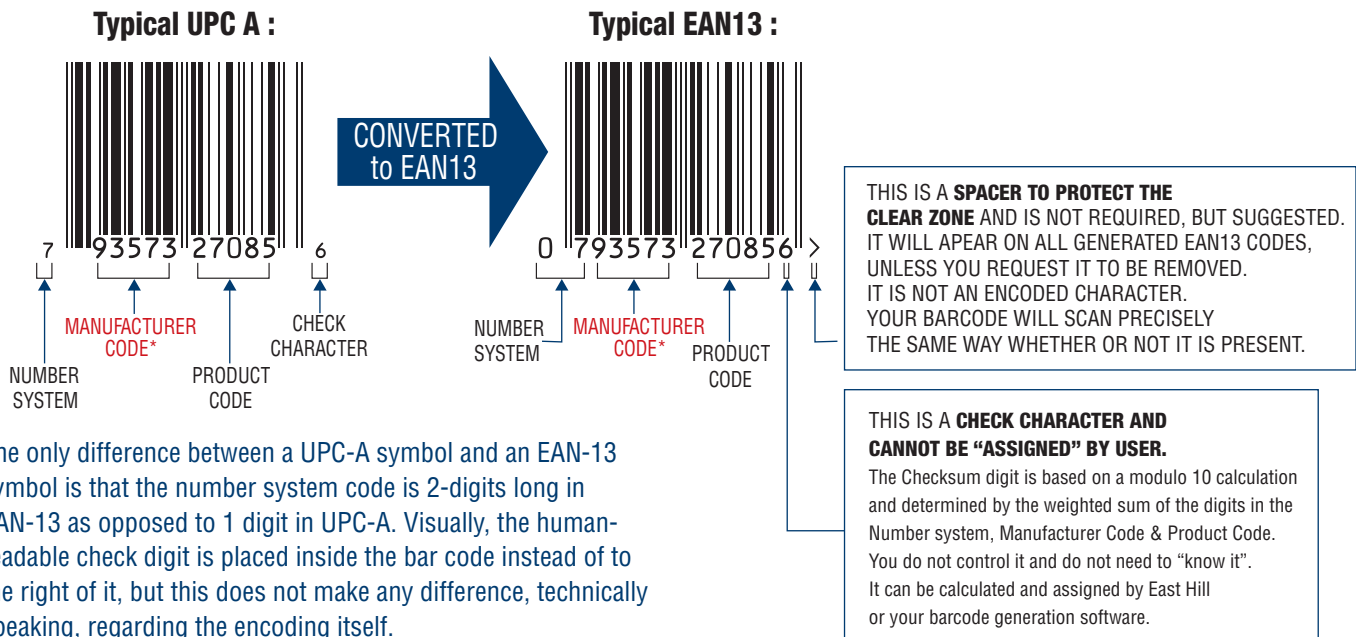 Typical UPC A :
7 93573 27085 6
NUMBER
SYSTEM
MANUFACTURER
CODE*
PRODUCT
CODE
CHECK
CHARACTER
CONVERTED
to EAN13
Typical EAN13 :
0 793573 270856 >
NUMBER
SYSTEM
MANUFACTURER
CODE*
PRODUCT
CODE
THIS IS A SPACER TO PROTECT THE
CLEAR ZONE AND IS NOT REQUIRED, BUT SUGGESTED.
IT WILL APEAR ON ALL GENERATED EAN13 CODES,
UNLESS YOU REQUEST IT TO BE REMOVED.
IT IS NOT AN ENCODED CHARACTER.
YOUR BARCODE WILL SCAN PRECISELY
THE SAME WAY WHETHER OR NOT IT IS PRESENT.
THIS IS A CHECK CHARACTER AND
CANNOT BE “ASSIGNED” BY USER.
The Checksum digit is based on a modulo 10 calculation
and determined by the weighted sum of the digits in the
Number system, Manufacturer Code & Product Code.
You do not control it and do not need to “know it”.
It can be calculated and assigned by East Hill
or your barcode generation software.
he only difference between a UPC-A symbol and an EAN-13
ymbol is that the number system code is 2-digits long in
AN-13 as opposed to 1 digit in UPC-A. Visually, the human-
eadable check digit is placed inside the bar code instead of to
e right of it, but this does not make any difference, technically
peaking, regarding the encoding itself.